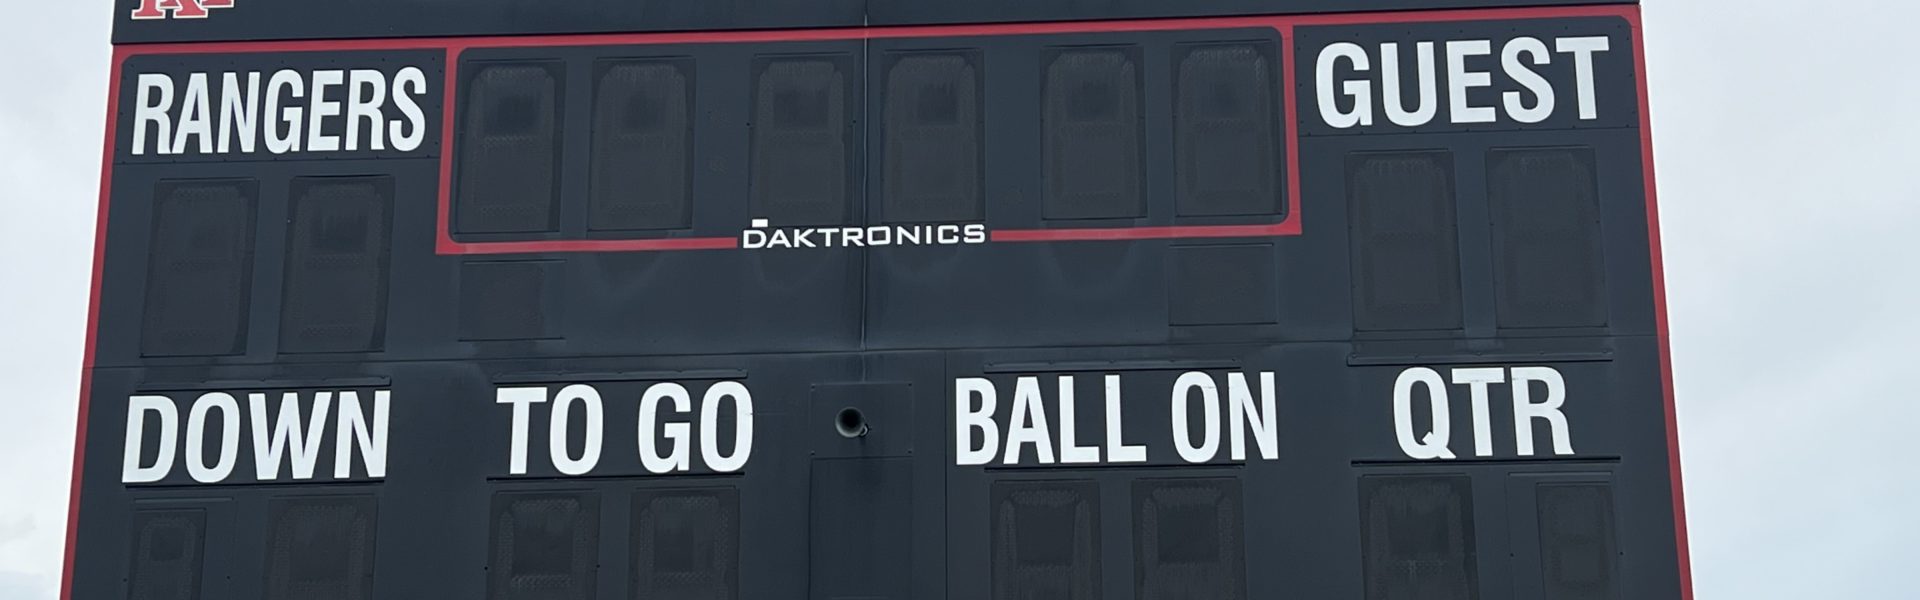 RANGERS GUEST
DAKTRONICS
DOWN TO GO BALL ON QTR